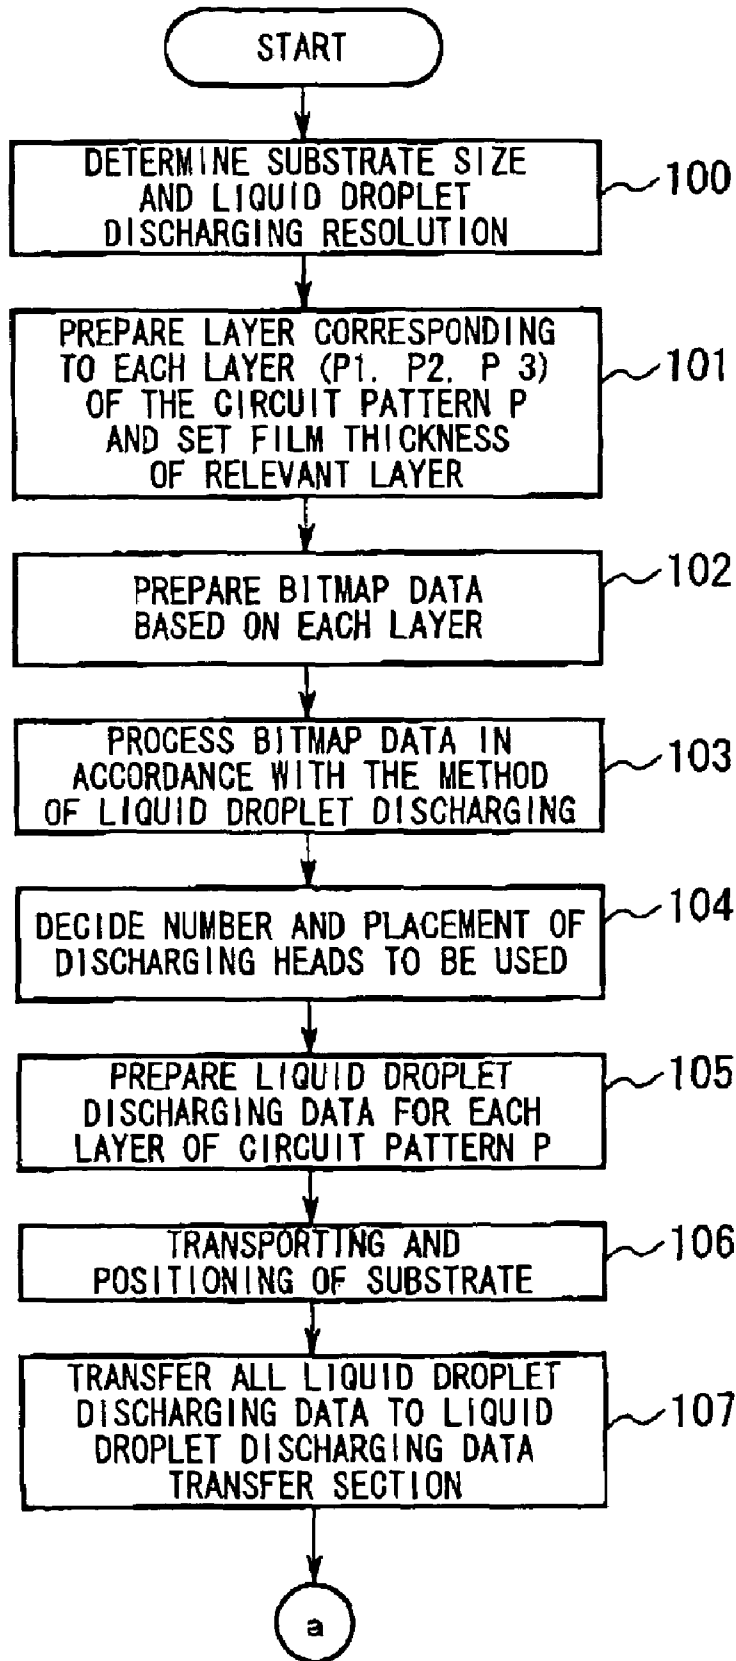 START
DETERMINE SUBSTRATE SIZE
AND LIQUID DROPLET
DISCHARGING RESOLUTION
100
PREPARE LAYER CORRESPONDING
TO EACH LAYER (P1. P2. P 3)
OF THE CIRCUIT PATTERN P
AND SET FILM THICKNESS
OF RELEVANT LAYER
101
PREPARE BITMAP DATA
BASED ON EACH LAYER
102
PROCESS BITMAP DATA IN
ACCORDANCE WITH THE METHOD
OF LIQUID DROPLET DISCHARGING
103
DECIDE NUMBER AND PLACEMENT OF
DISCHARGING HEADS TO BE USED
104
PREPARE LIQUID DROPLET
DISCHARGING DATA FOR EACH
LAYER OF CIRCUIT PATTERN P
105
TRANSPORTING AND
POSITIONING OF SUBSTRATE
106
TRANSFER ALL LIQUID DROPLET
DISCHARGING DATA TO LIQUID
DROPLET DISCHARGING DATA
TRANSFER SECTION
107
a